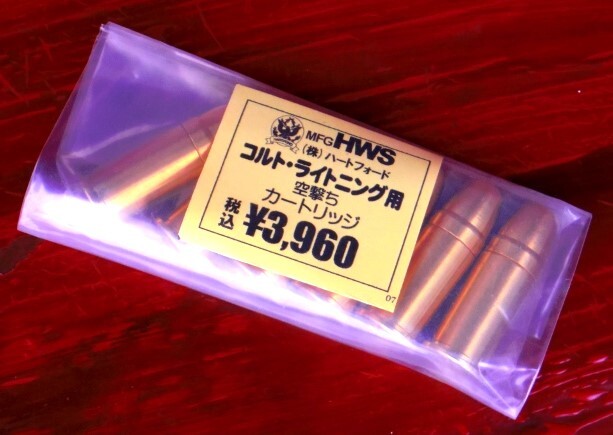 MFG HWS
(株)ハートフォード
コルト・ライトニング用
空撃ち
カートリッジ
税込 ¥3,960
07